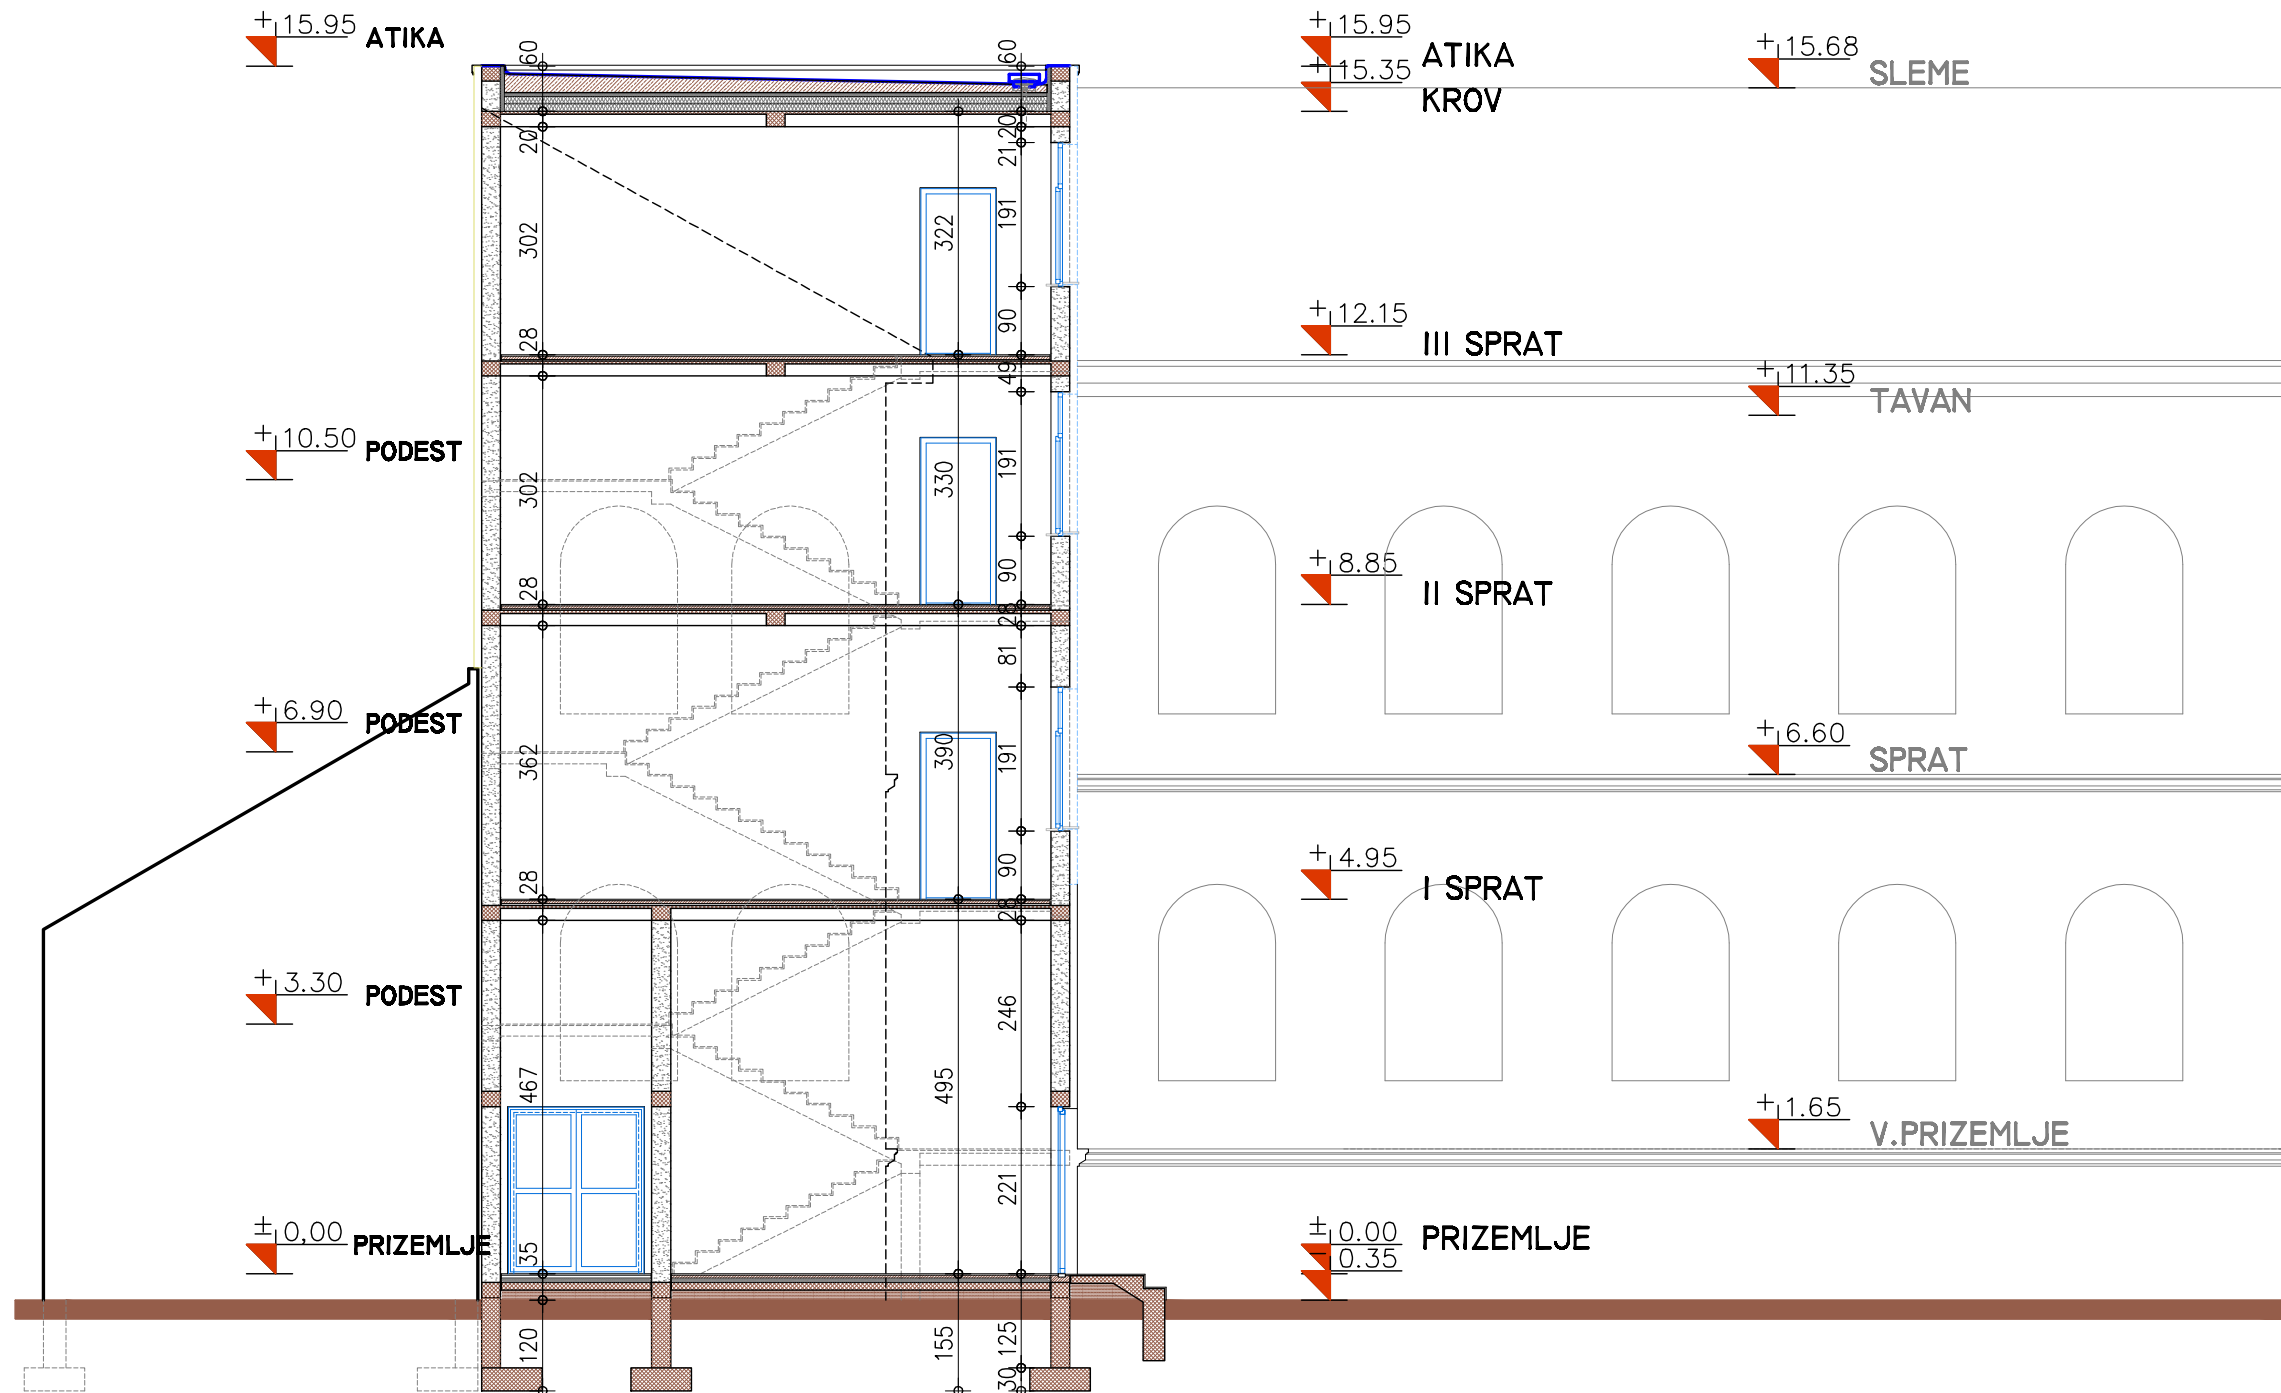 +15.95 ATIKA
+15.95 ATIKA
+15.68 SLEME
+15.35 KROV
+12.15 III SPRAT
+11.35 TAVAN
+10.50 PODEST
+8.85 II SPRAT
+6.90 PODEST
+6.60 SPRAT
+4.95 I SPRAT
+3.30 PODEST
+1.65 V.PRIZEMLJE
±0,00 PRIZEMLJE
±0.00 PRIZEMLJE
−0.35
60
20
302
28
302
28
362
28
467
35
120
322
330
390
495
155
60
20
21
191
90
49
191
90
28
81
191
90
28
246
221
125
30